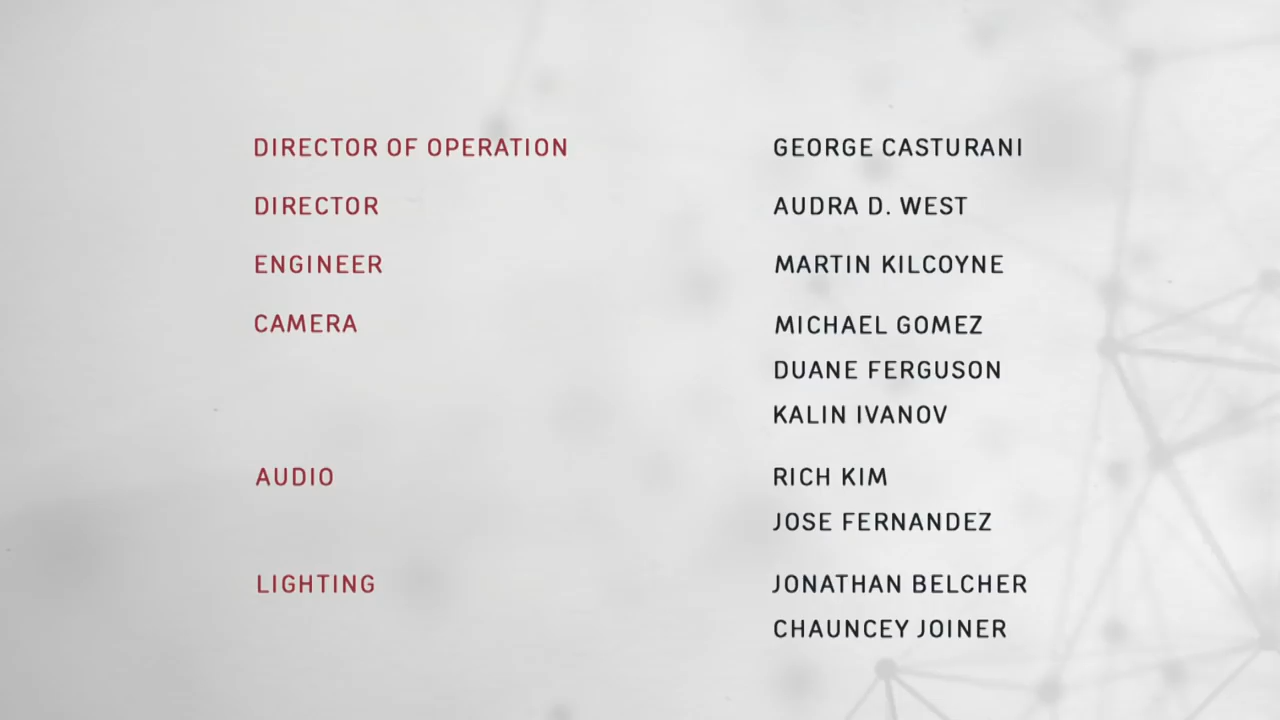 DIRECTOR OF OPERATION GEORGE CASTURANI
DIRECTOR AUDRA D. WEST
ENGINEER MARTIN KILCOYNE
CAMERA MICHAEL GOMEZ
DUANE FERGUSON
KALIN IVANOV
AUDIO RICH KIM
JOSE FERNANDEZ
LIGHTING JONATHAN BELCHER
CHAUNCEY JOINER